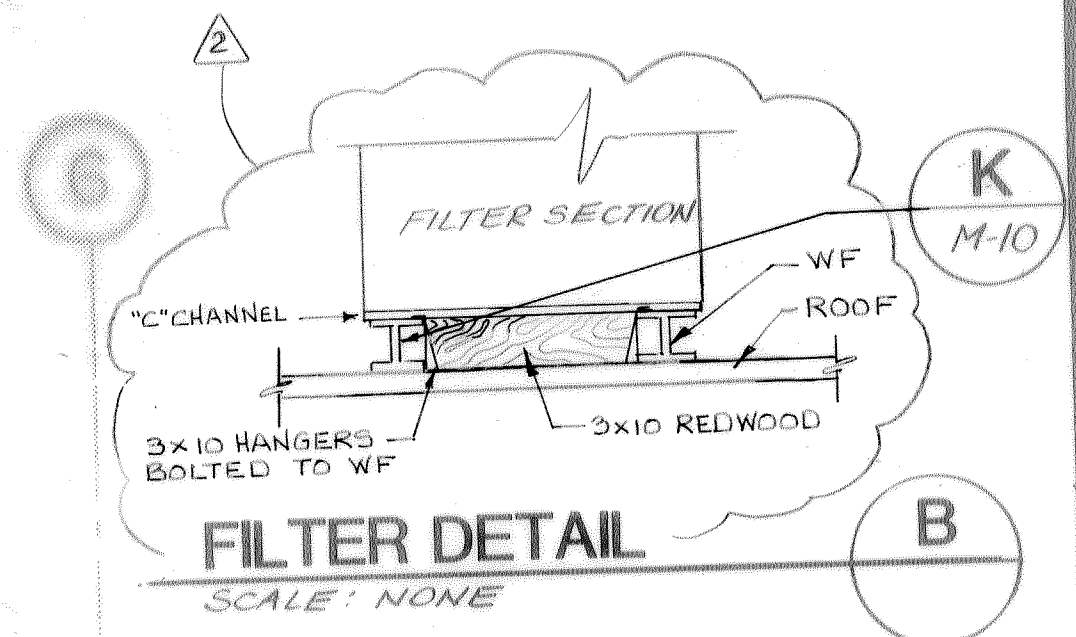 2
6
FILTER SECTION
K
M-10
WF
"C" CHANNEL
ROOF
3x10 HANGERS
BOLTED TO WF
3x10 REDWOOD
FILTER DETAIL
B
SCALE: NONE